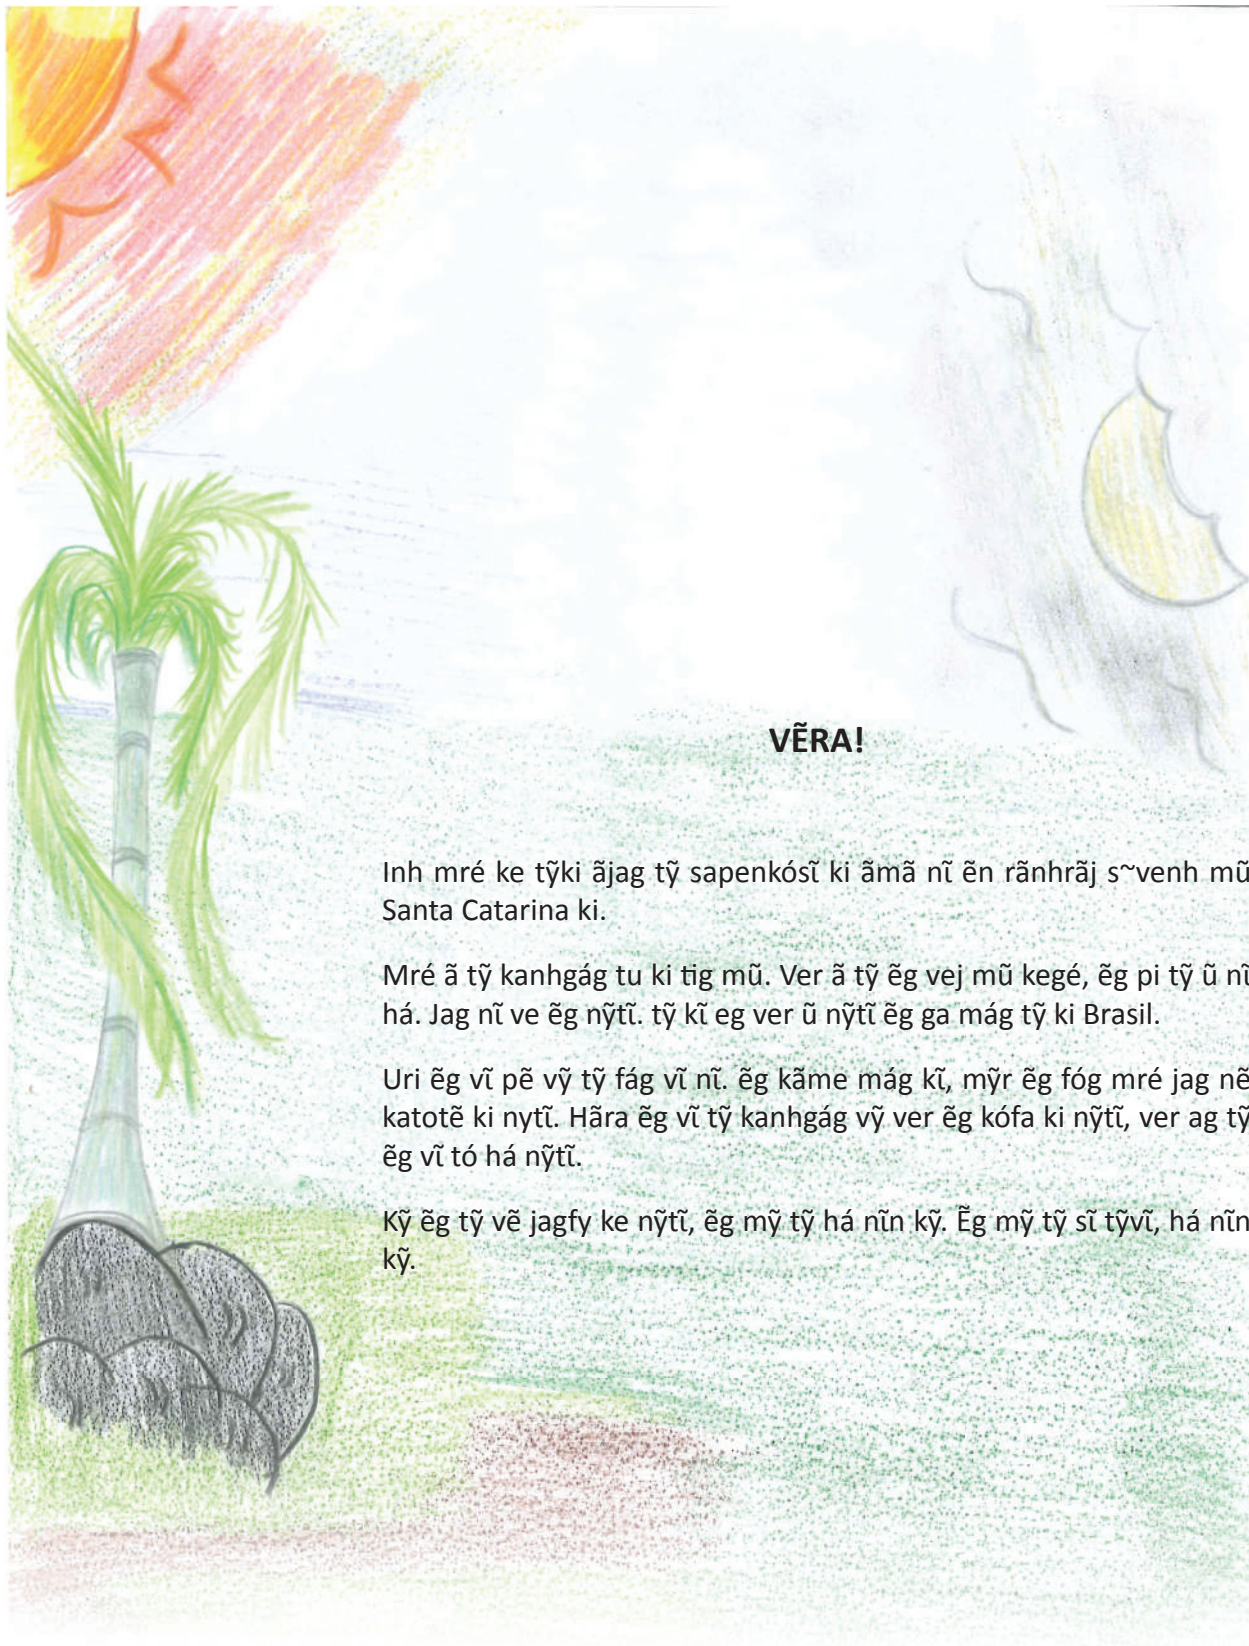 VẼRA!
Inh mré ke tỹki ãjag tỹ sapenkósĩ ki ãmã nĩ ẽn rãnhrãj s~venh mũ
Santa Catarina ki.
Mré ã tỹ kanhgág tu ki tig mũ. Ver ã tỹ ẽg vej mũ kegé, ẽg pi tỹ ũ nĩ
há. Jag nĩ ve ẽg nỹtĩ. tỹ kĩ eg ver ũ nỹtĩ ẽg ga mág tỹ ki Brasil.
Uri ẽg vĩ pẽ vỹ tỹ fág vĩ nĩ. ẽg kãme mág kĩ, mỹr ẽg fóg mré jag nẽ
katotẽ ki nytĩ. Hãra ẽg vĩ tỹ kanhgág vỹ ver ẽg kófa ki nỹtĩ, ver ag tỹ
ẽg vĩ tó há nỹtĩ.
Kỹ ẽg tỹ vẽ jagfy ke nỹtĩ, ẽg mỹ tỹ há nĩn kỹ. Ẽg mỹ tỹ sĩ tỹvĩ, há nĩn
kỹ.